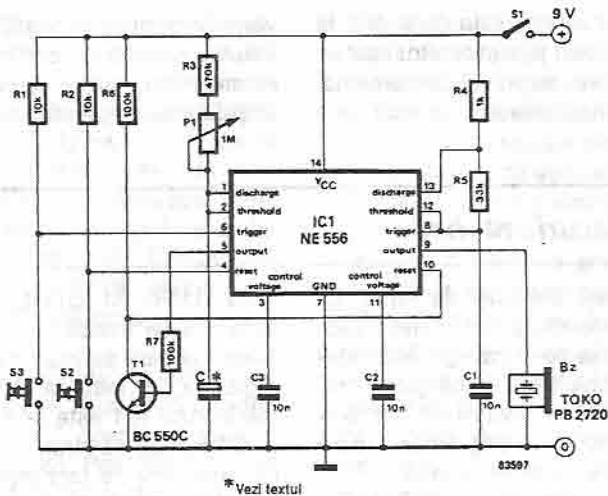 S1
9 V
R1
10k
R2
10k
R6
100k
R3
470k
P1
1M
R4
1k
R5
33k
14
VCC
IC1
NE 556
1
discharge
2
threshold
6
trigger
5
output
4
reset
discharge
13
threshold
12
trigger
8
output
9
reset
10
control
voltage
GND
control
voltage
3
7
11
R7
100k
S3
S2
T1
BC 550C
C
*
C3
10n
C2
10n
C1
10n
Bz
TOKO
PB 2720
83597
* Vezi textul